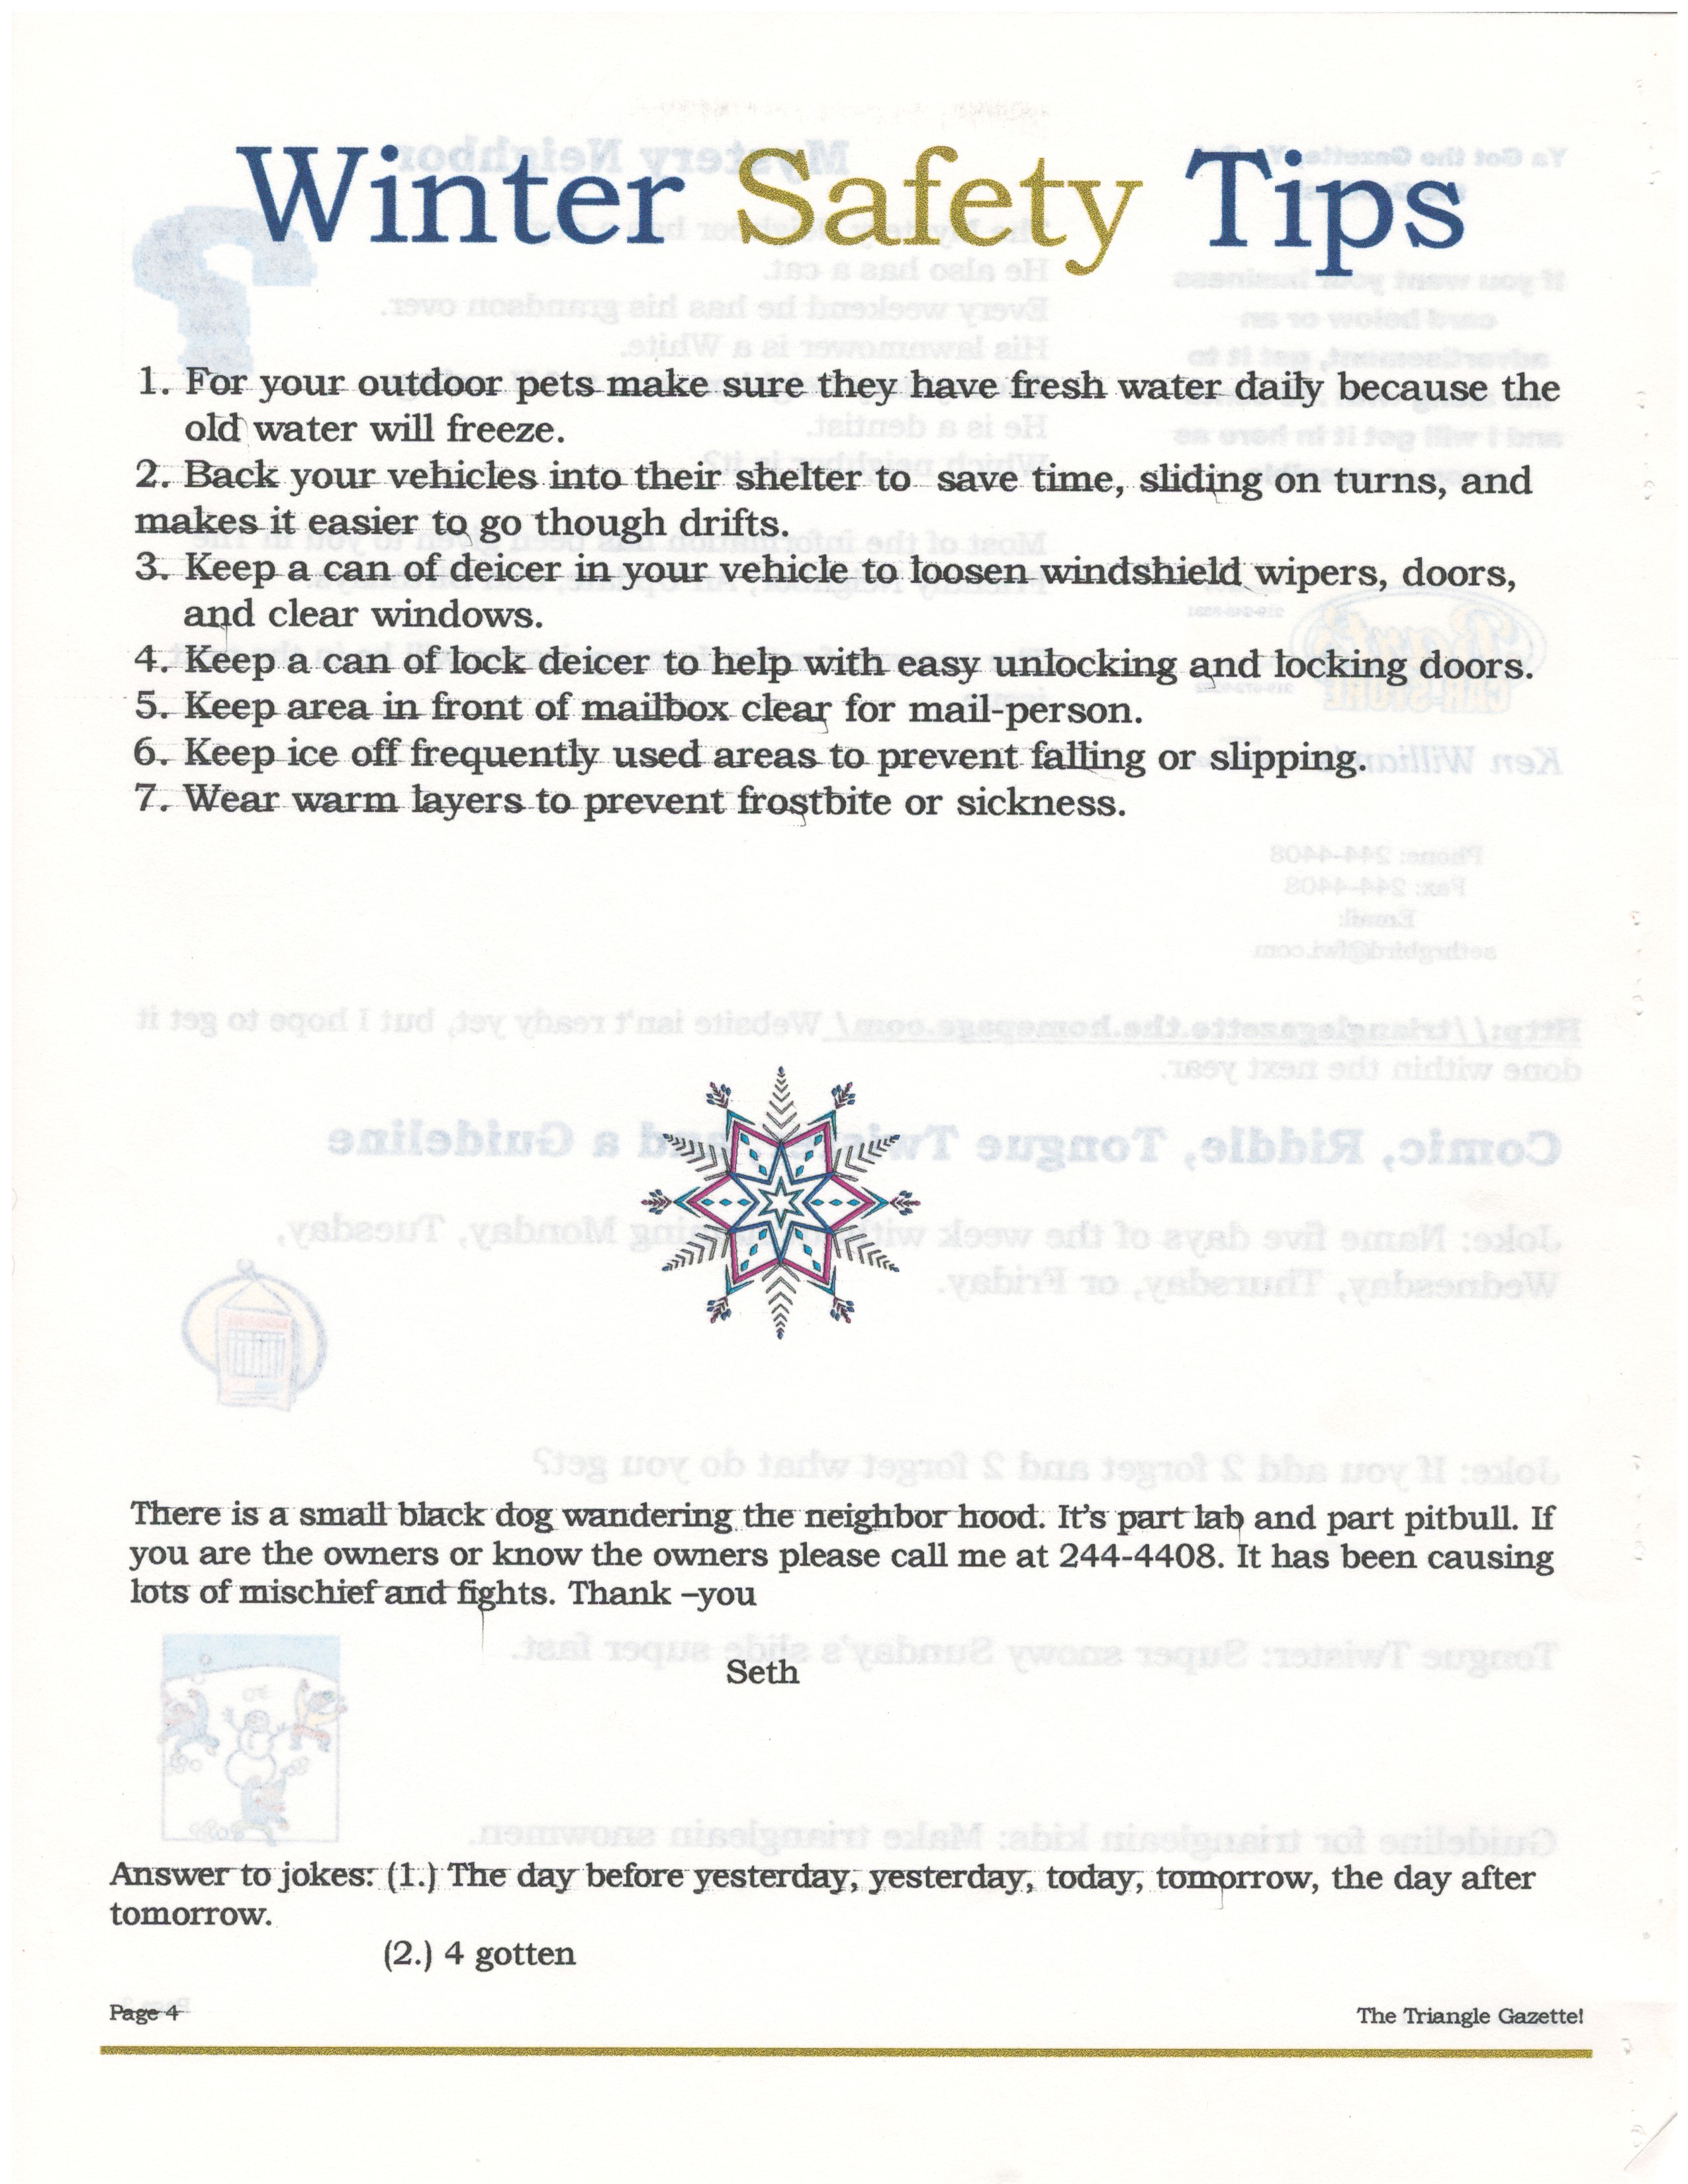 Winter Safety Tips
1. For your outdoor pets make sure they have fresh water daily because the
old water will freeze.
2. Back your vehicles into their shelter to save time, sliding on turns, and
makes it easier to go though drifts.
3. Keep a can of deicer in your vehicle to loosen windshield wipers, doors,
and clear windows.
4. Keep a can of lock deicer to help with easy unlocking and locking doors.
5. Keep area in front of mailbox clear for mail-person.
6. Keep ice off frequently used areas to prevent falling or slipping.
7. Wear warm layers to prevent frostbite or sickness.
There is a small black dog wandering the neighbor hood. It's part lab and part pitbull. If
you are the owners or know the owners please call me at 244-4408. It has been causing
lots of mischief and fights. Thank –you
Seth
Answer to jokes: (1.) The day before yesterday, yesterday, today, tomorrow, the day after
tomorrow.
(2.) 4 gotten
Page 4
The Triangle Gazette!